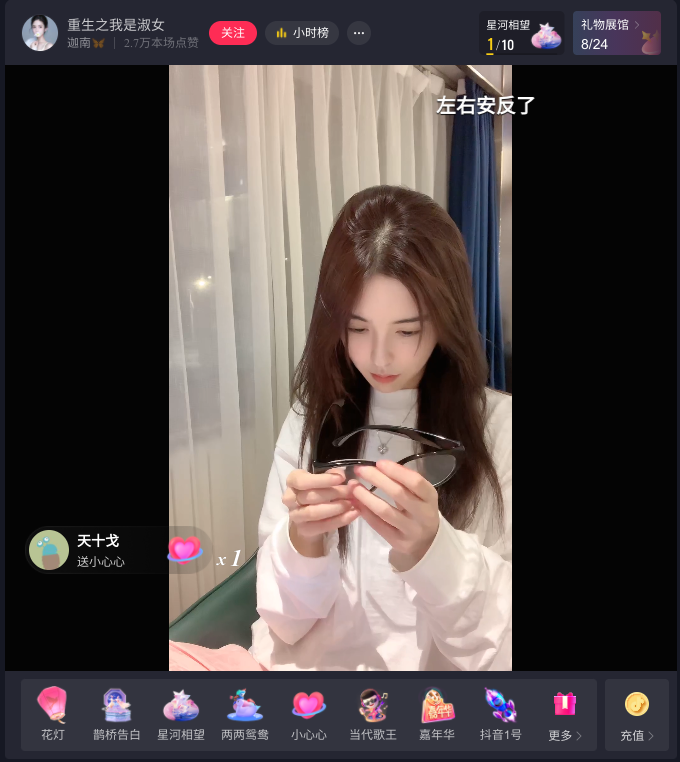 重生之我是淑女
迦南 | 2.7万本场点赞
关注
小时榜
星河相望
1/10
礼物展馆
8/24
左右安反了
天十戈
送小心心
x 1
花灯
鹊桥告白
星河相望
两两鸳鸯
小心心
当代歌王
嘉年华
嘉年华
抖音1号
更多
充值